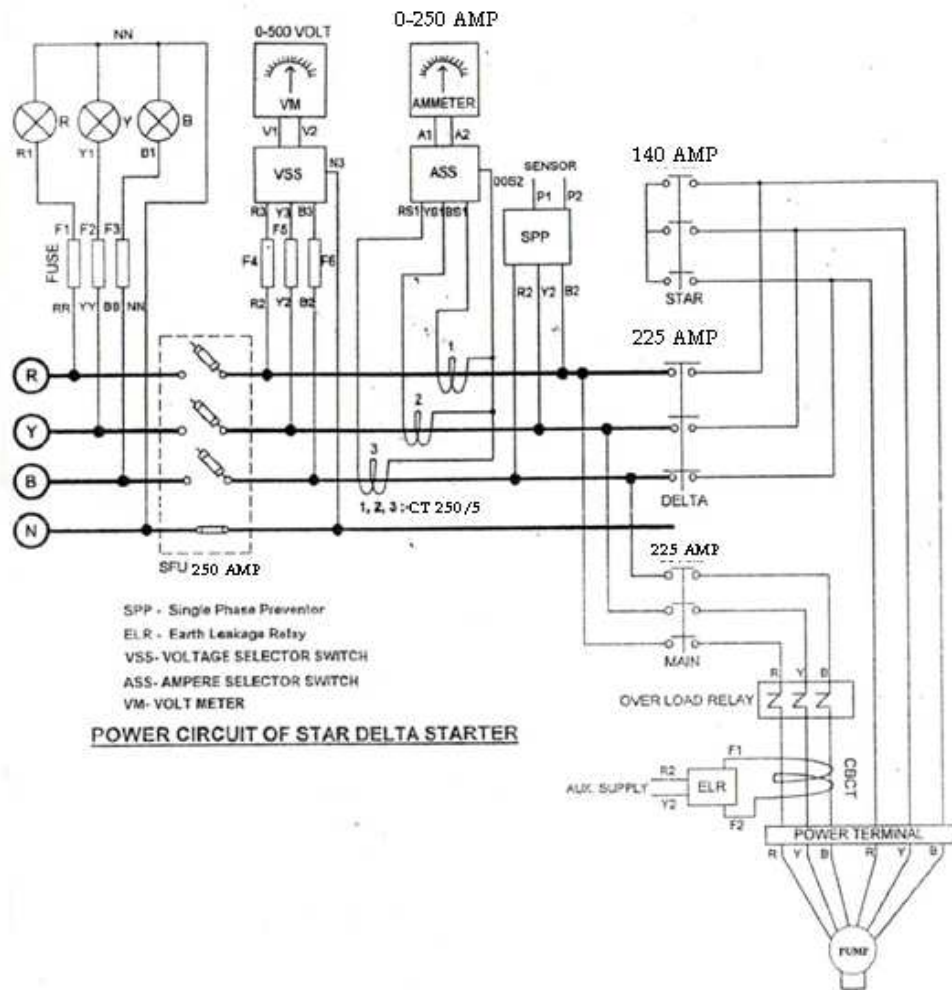 0-250 AMP
NN
0-500 VOLT
VM
AMMETER
R
Y
B
R1
Y1
B1
V1
V2
A1
A2
140 AMP
VSS
N3
ASS
SENSOR
P1
P2
R3
Y3
B3
RS1
YS1
BS1
SPP
F1
F2
F3
FUSE
F4
F5
F6
STAR
RR
YY
BB
NN
R2
Y2
B2
R2
Y2
B2
225 AMP
R
1
Y
2
B
3
DELTA
1, 2, 3 :-CT 250/5
N
SFU 250 AMP
225 AMP
SPP - Single Phase Preventor
ELR - Earth Leakage Relay
VSS- VOLTAGE SELECTOR SWITCH
ASS- AMPERE SELECTOR SWITCH
VM- VOLT METER
POWER CIRCUIT OF STAR DELTA STARTER
MAIN
R
Y
B
OVER LOAD RELAY
F1
CBCT
AUX. SUPPLY
R2
Y2
ELR
F2
POWER TERMINAL
R
Y
B
R
Y
B
PUMP